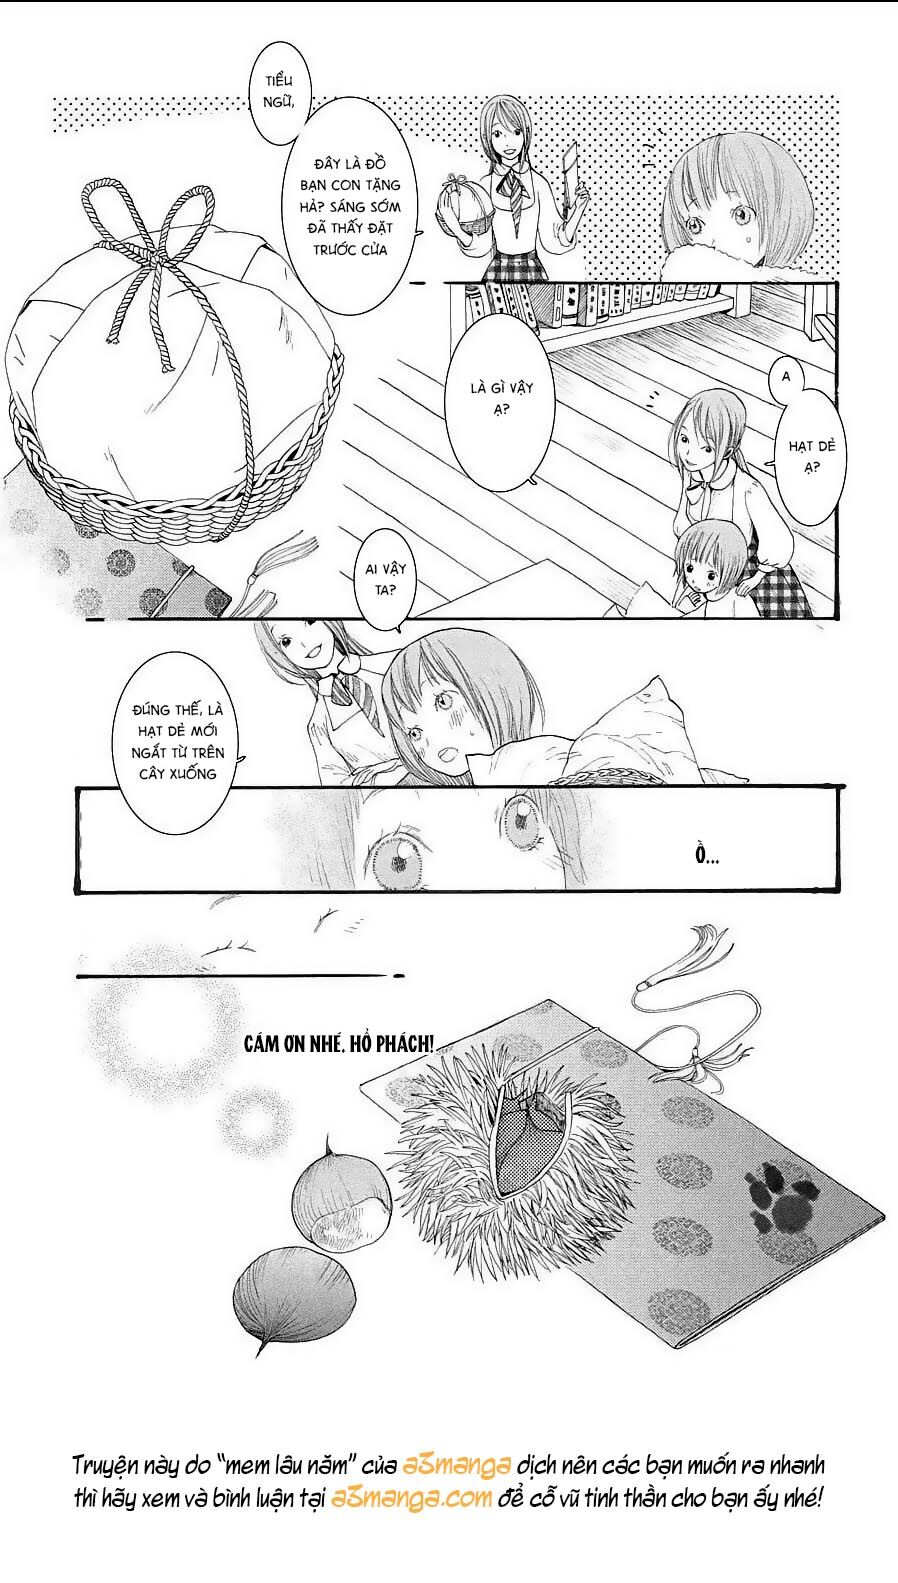 TIỂU
NGỮ,
ĐÂY LÀ ĐỒ
BẠN CON TẶNG
HẢ? SÁNG SỚM
ĐÃ THẤY ĐẶT
TRƯỚC CỬA
LÀ GÌ VẬY
Ạ?
A
HẠT DẺ
Ạ?
AI VẬY
TA?
ĐÚNG THẾ, LÀ
HẠT DẺ MỚI
NGẮT TỪ TRÊN
CÂY XUỐNG
Ồ...
CÁM ƠN NHÉ. HỔ PHÁCH!
Truyện này do "mem lâu năm" của a3manga dịch nên các bạn muốn ra nhanh
thì hãy xem và bình luận tại a3manga.com để cỗ vũ tinh thần cho bạn ấy nhé!